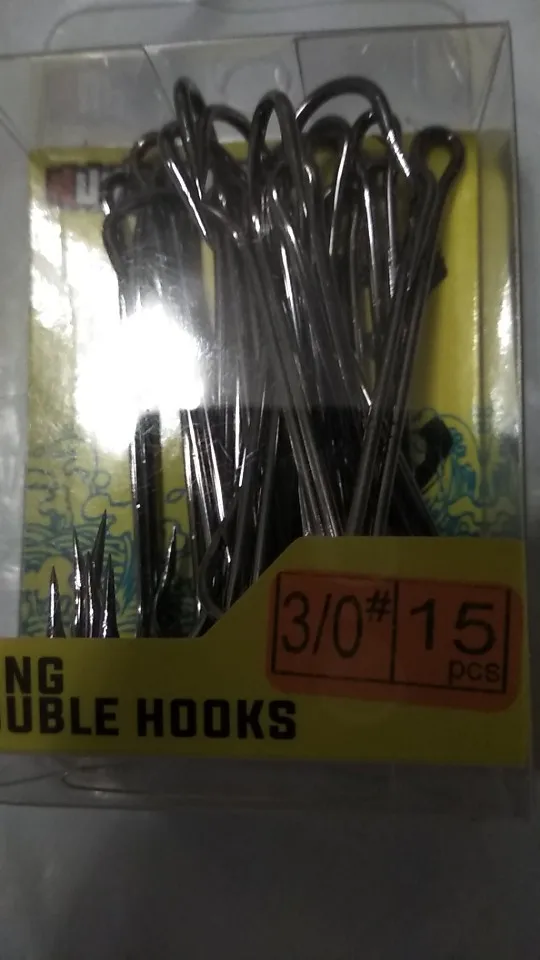 3/0# 15
pcs
NG
UBLE HOOKS